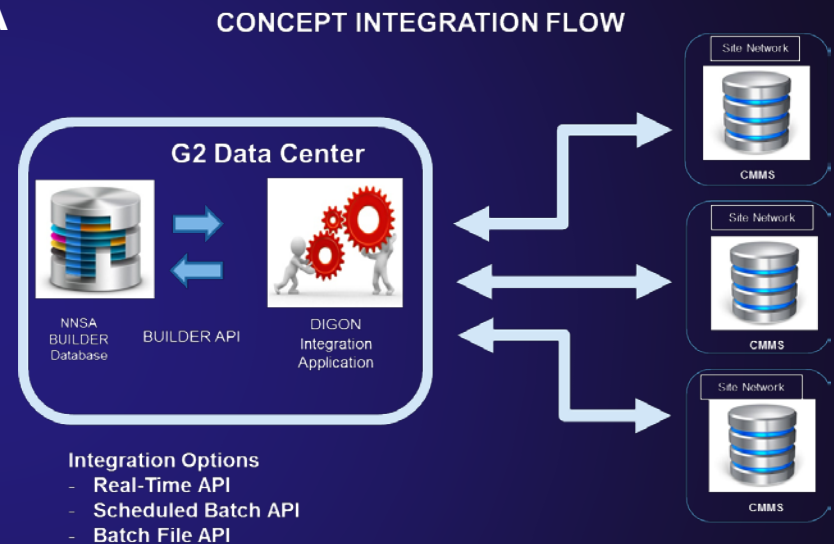 A
CONCEPT INTEGRATION FLOW
Site Network
CMMS
G2 Data Center
NNSA
BUILDER
Database
BUILDER API
DIGON
Integration
Application
Site Network
CMMS
Site Network
CMMS
Integration Options
- Real-Time API
- Scheduled Batch API
- Batch File API